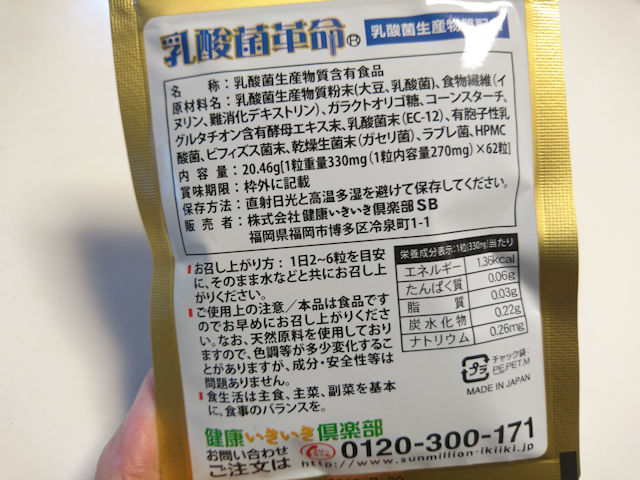 乳酸菌革命®
乳酸菌生産物質配
名　　称：乳酸菌生産物質含有食品
原材料名：乳酸菌生産物質粉末（大豆、乳酸菌）、食物繊維（イ
ヌリン、難消化デキストリン）、ガラクトオリゴ糖、コーンスターチ、
グルタチオン含有酵母エキス末、乳酸菌末（EC-12）、有胞子性乳
酸菌、ビフィズス菌末、乾燥生菌末（ガセリ菌）、ラブレ菌、HPMC
内容量：20.46g[1粒重量330mg（1粒内容量270mg）×62粒]
賞味期限：枠外に記載
保存方法：直射日光と高温多湿を避けて保存してください。
販売者：株式会社健康いきいき倶楽部SB
福岡県福岡市博多区冷泉町1-1
お召し上がり方：1日2~6粒を目安
に、そのまま水などと共にお召し上
がりください。
ご使用上の注意／本品は食品です
のでお早めにお召し上がりくださ
い。なお、天然原料を使用しており
ますので、色調等が多少変化するこ
とがありますが、成分・安全性等は
問題ありません。
食生活は主食、主菜、副菜を基本
に、食事のバランスを。
栄養成分表示：1粒（330mg）当たり
エネルギー 1.36kcal
たんぱく質 0.06g
脂質 0.03g
炭水化物 0.22g
ナトリウム 0.26mg
プラ
チャック袋：
PE,PET,M
MADE IN JAPAN
健康いきいき倶楽部
お問い合わせ
ご注文は
0120-300-171
http://www.sunmillion-ikiiki.jp